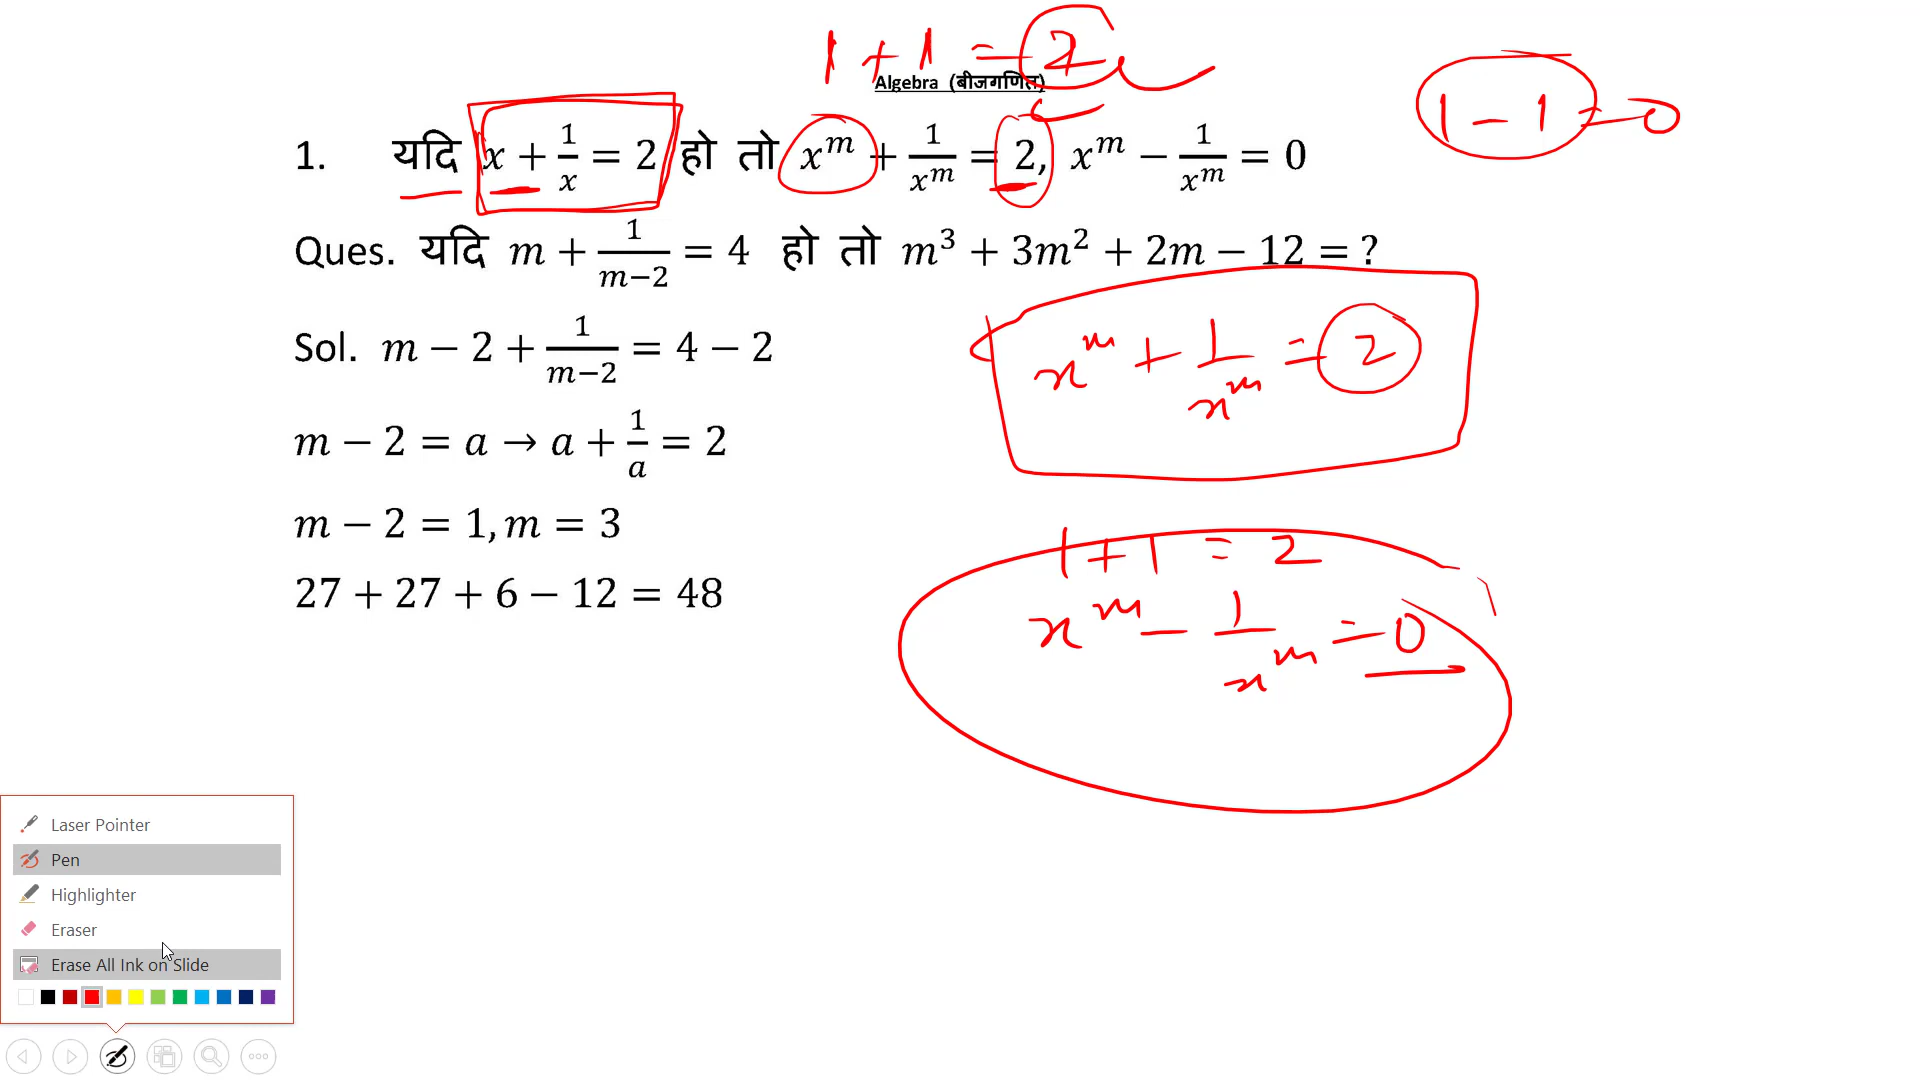 1 + 1 = 2
Algebra (बीजगणित)
1 - 1 = 0
1. यदि x + 1/x = 2 हो तो x^m + 1/x^m = 2, x^m − 1/x^m = 0
Ques. यदि m + 1/(m−2) = 4 हो तो m³ + 3m² + 2m − 12 = ?
Sol. m − 2 + 1/(m−2) = 4 − 2
x^m + 1/x^m = 2
m − 2 = a → a + 1/a = 2
m − 2 = 1, m = 3
1 + 1 = 2
27 + 27 + 6 − 12 = 48
x^m − 1/x^m = 0
Laser Pointer
Pen
Highlighter
Eraser
Erase All Ink on Slide